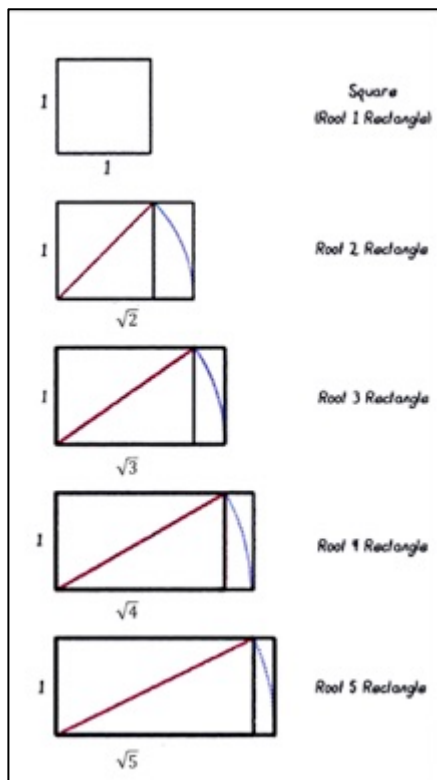 1
Square
(Root 1 Rectangle)
1
1
Root 2 Rectangle
√2
1
Root 3 Rectangle
√3
1
Root 4 Rectangle
√4
1
Root 5 Rectangle
√5